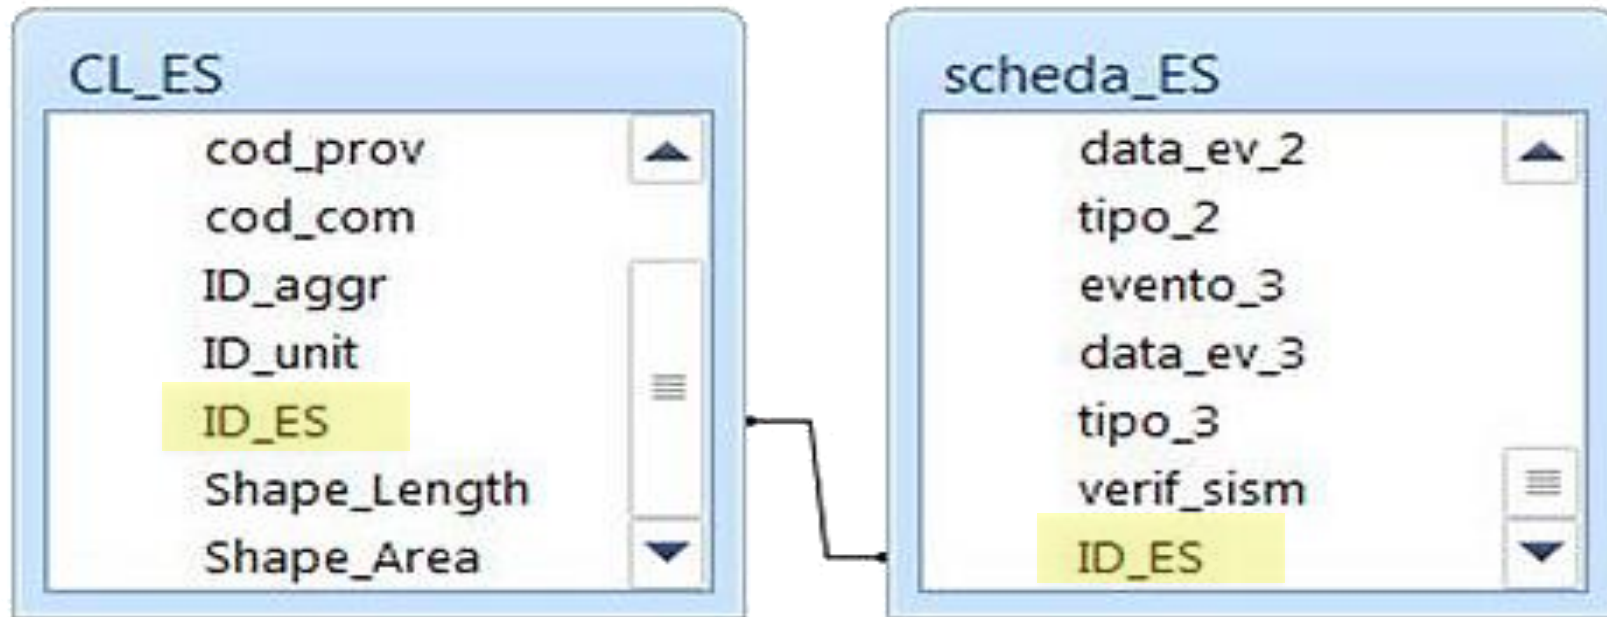 CL_ES
cod_prov
cod_com
ID_aggr
ID_unit
ID_ES
Shape_Length
Shape_Area
scheda_ES
data_ev_2
tipo_2
evento_3
data_ev_3
tipo_3
verif_sism
ID_ES